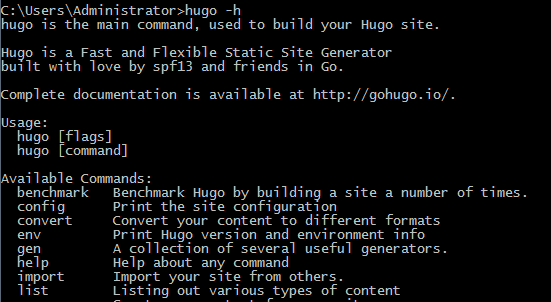 C:\Users\Administrator>hugo -h
hugo is the main command, used to build your Hugo site.
Hugo is a Fast and Flexible Static Site Generator
built with love by spf13 and friends in Go.
Complete documentation is available at http://gohugo.io/.
Usage:
hugo [flags]
hugo [command]
Available Commands:
benchmark Benchmark Hugo by building a site a number of times.
config Print the site configuration
convert Convert your content to different formats
env Print Hugo version and environment info
gen A collection of several useful generators.
help Help about any command
import Import your site from others.
list Listing out various types of content